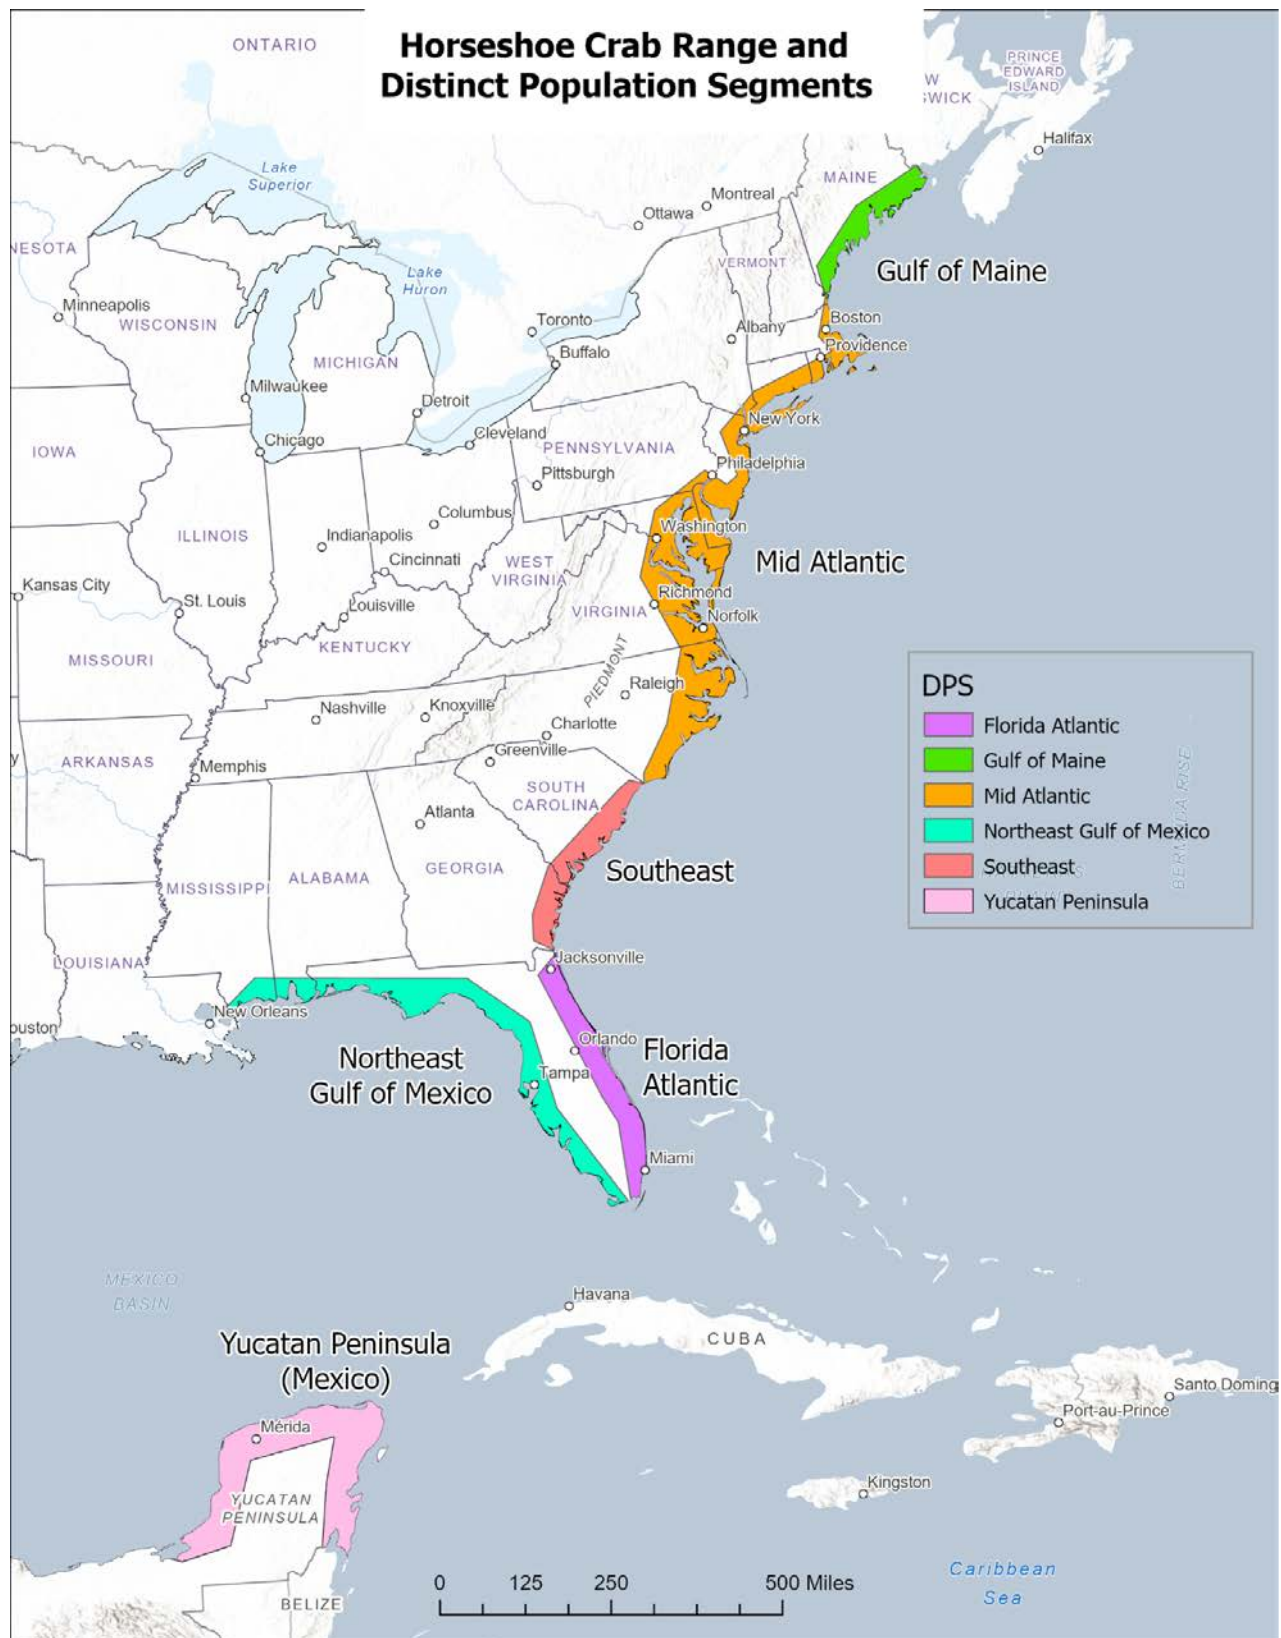 Horseshoe Crab Range and
Distinct Population Segments
ONTARIO
PRINCE
EDWARD
ISLAND
Halifax
Lake
Superior
MAINE
Montreal
Ottawa
VERMONT
Gulf of Maine
Lake
Huron
Minneapolis
WISCONSIN
Toronto
Boston
Albany
Providence
Buffalo
MICHIGAN
Milwaukee
Detroit
New York
Chicago
Cleveland
IOWA
PENNSYLVANIA
Philadelphia
Pittsburgh
Columbus
Washington
ILLINOIS
Indianapolis
Cincinnati
WEST
VIRGINIA
Mid Atlantic
Kansas City
St. Louis
Louisville
Richmond
VIRGINIA
Norfolk
KENTUCKY
MISSOURI
PIEDMONT
Raleigh
DPS
Nashville
Knoxville
Charlotte
Florida Atlantic
Greenville
Gulf of Maine
ARKANSAS
Memphis
SOUTH
CAROLINA
Mid Atlantic
BERMUDA RISE
Atlanta
Northeast Gulf of Mexico
GEORGIA
Southeast
Southeast
ALABAMA
MISSISSIPPI
Yucatan Peninsula
LOUISIANA
Jacksonville
New Orleans
Orlando
Florida
Atlantic
Northeast
Gulf of Mexico
Tampa
Miami
MEXICO
BASIN
Havana
CUBA
Yucatan Peninsula
(Mexico)
Santo Doming
Port-au-Prince
Mérida
Kingston
YUCATAN
PENINSULA
Caribbean
Sea
0 125 250 500 Miles
BELIZE